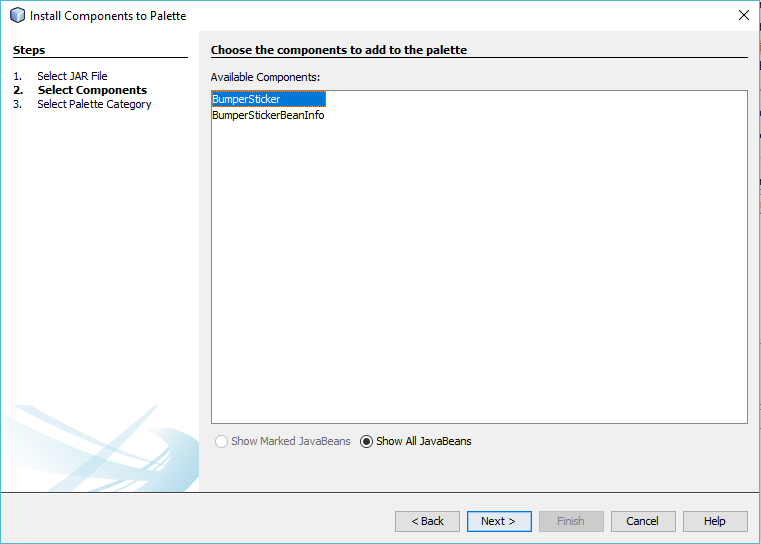 Install Components to Palette
Steps
1. Select JAR File
2. Select Components
3. Select Palette Category
Choose the components to add to the palette
Available Components:
BumperSticker
BumperStickerBeanInfo
Show Marked JavaBeans Show All JavaBeans
< Back Next > Finish Cancel Help